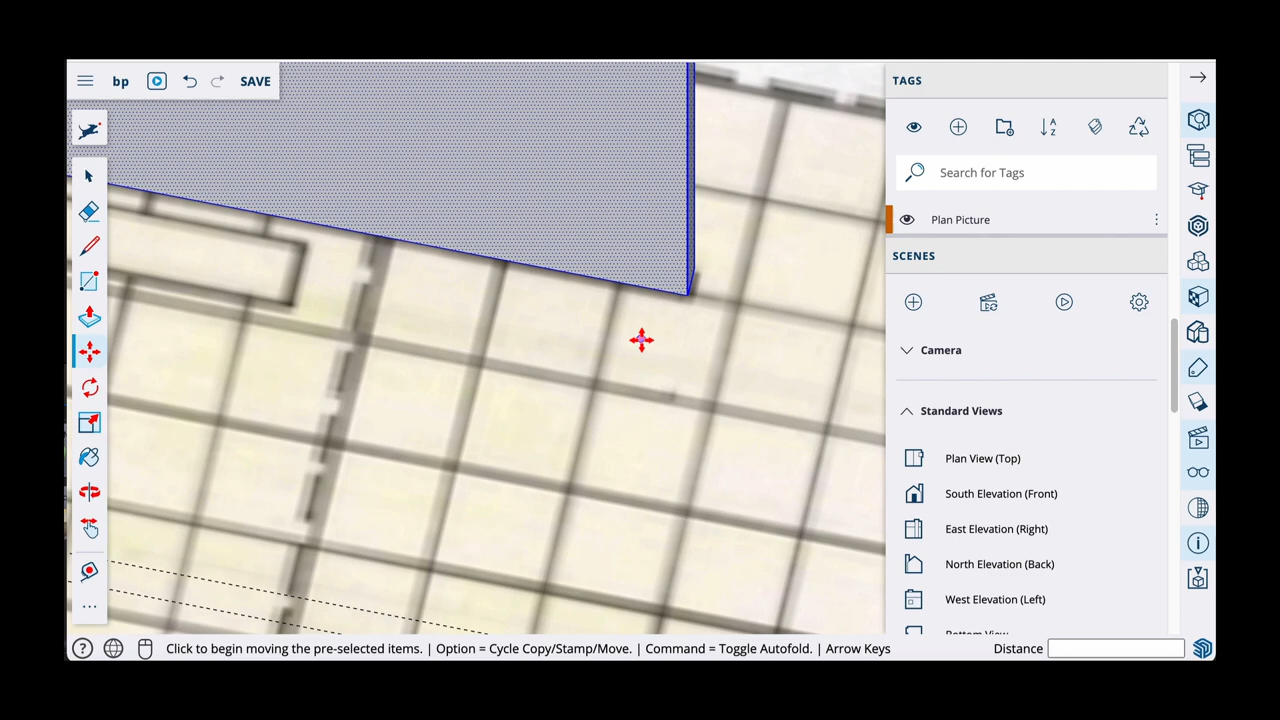 bp SAVE
TAGS
Search for Tags
Plan Picture
SCENES
Camera
Standard Views
Plan View (Top)
South Elevation (Front)
East Elevation (Right)
North Elevation (Back)
West Elevation (Left)
Bottom View
Click to begin moving the pre-selected items. | Option = Cycle Copy/Stamp/Move. | Command = Toggle Autofold. | Arrow Keys
Distance